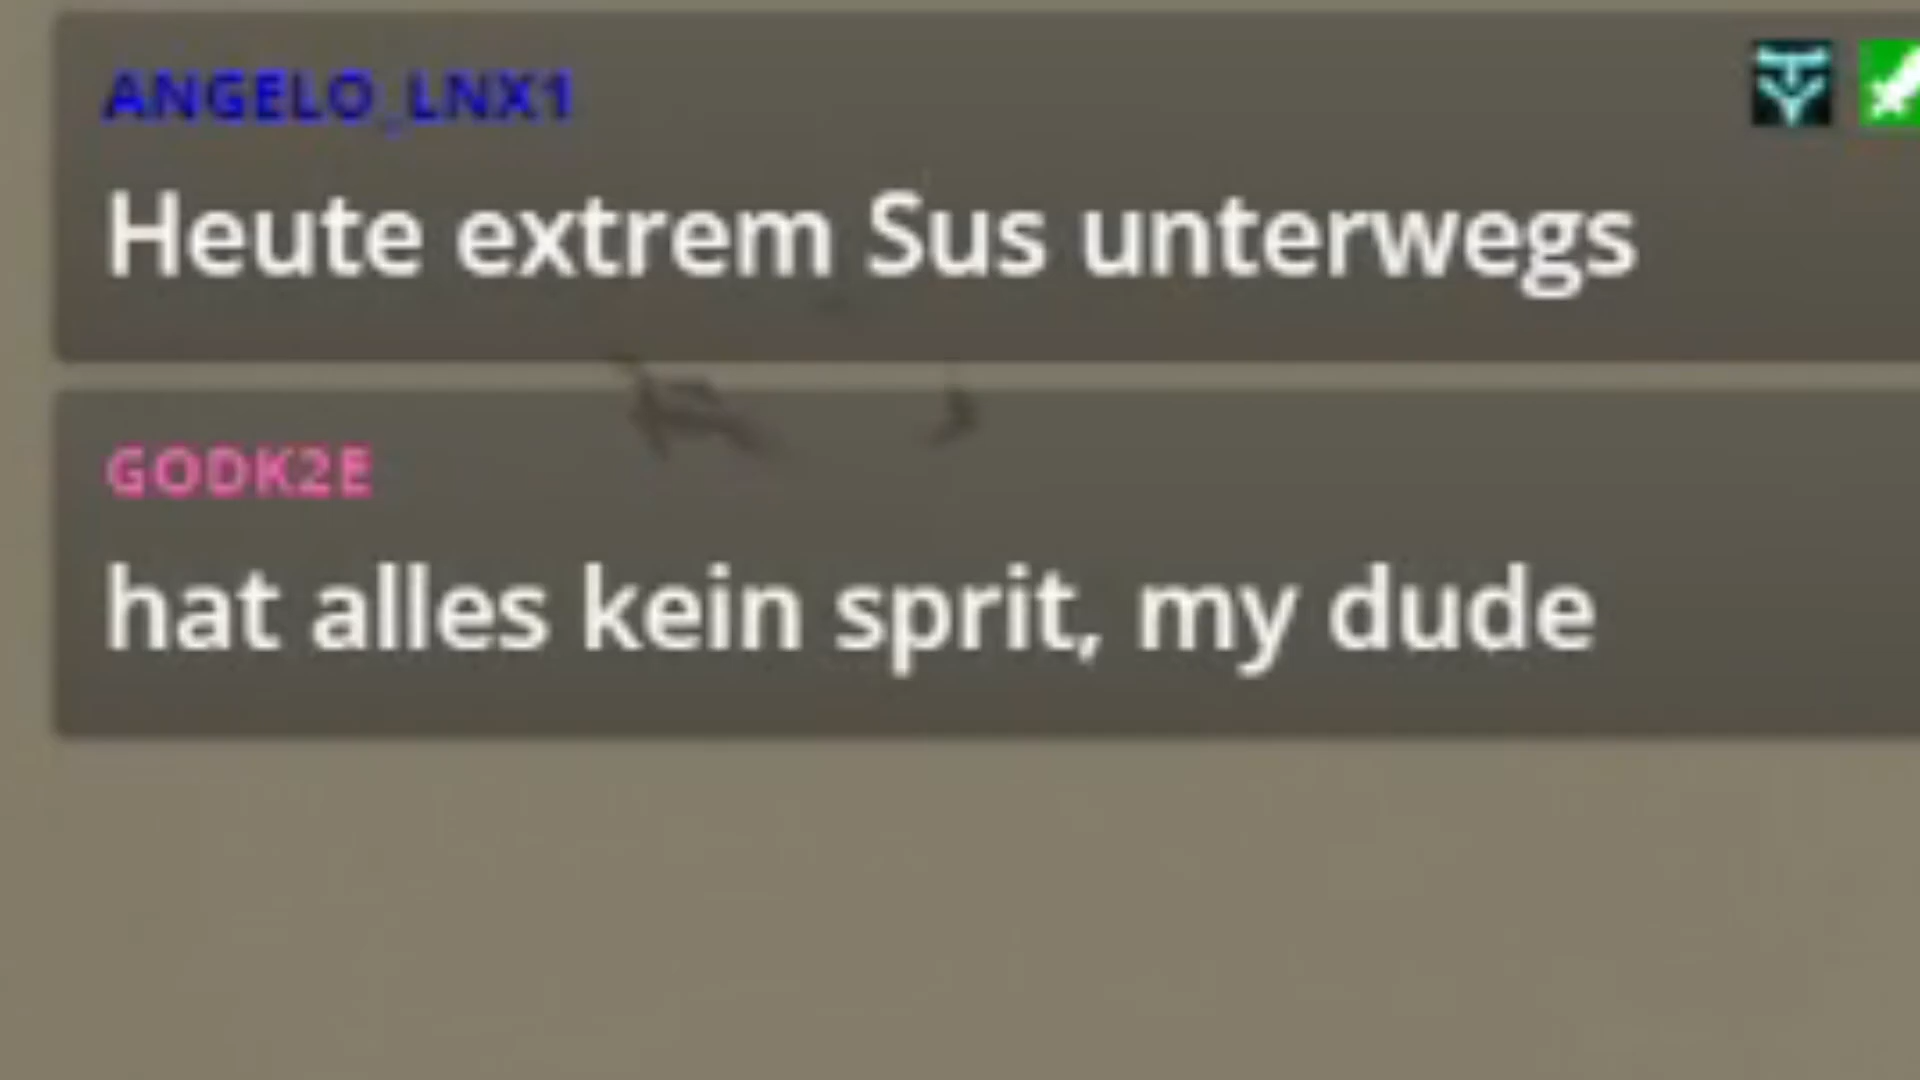 ANGELO_LNX1
Heute extrem Sus unterwegs
GODK2E
hat alles kein sprit, my dude